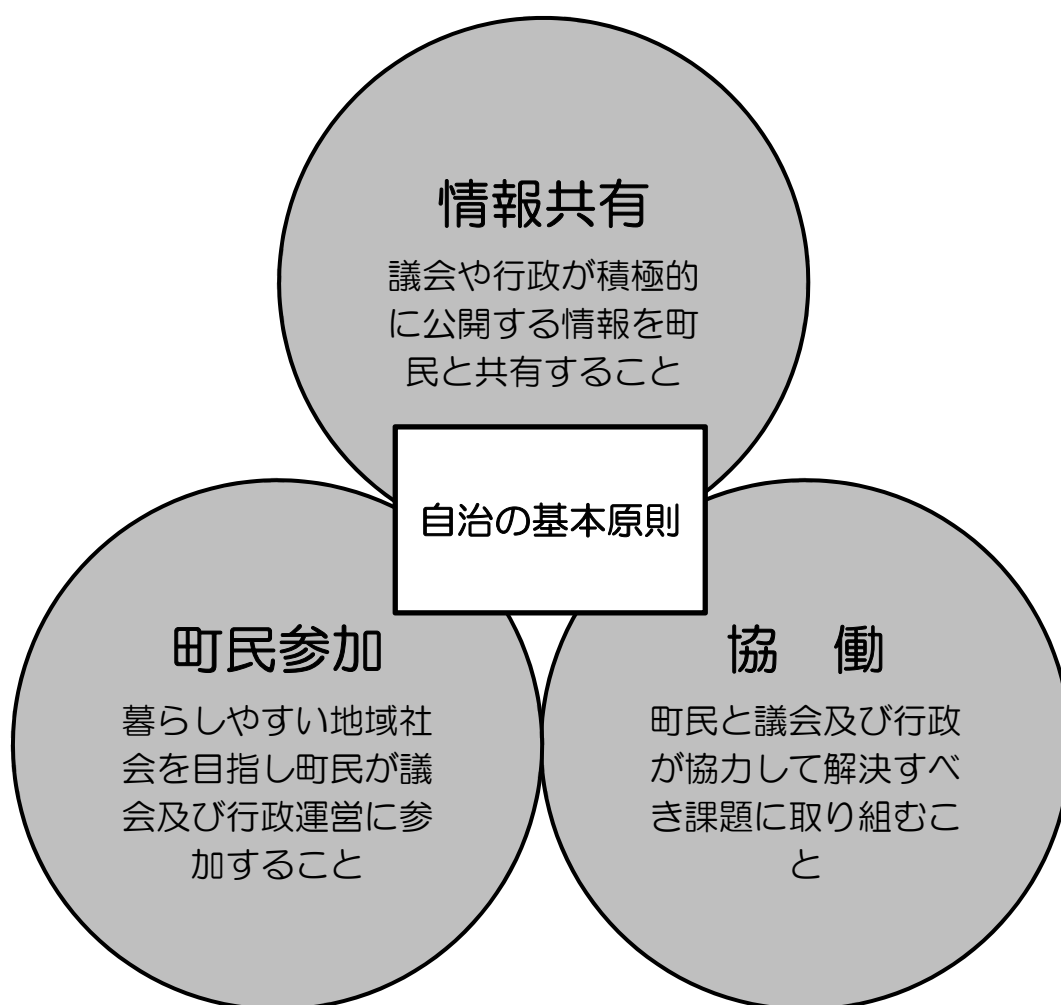 情報共有
議会や行政が積極的
に公開する情報を町
民と共有すること
自治の基本原則
町民参加
暮らしやすい地域社
会を目指し町民が議
会及び行政運営に参
加すること
協　働
町民と議会及び行政
が協力して解決すべ
き課題に取り組むこ
と